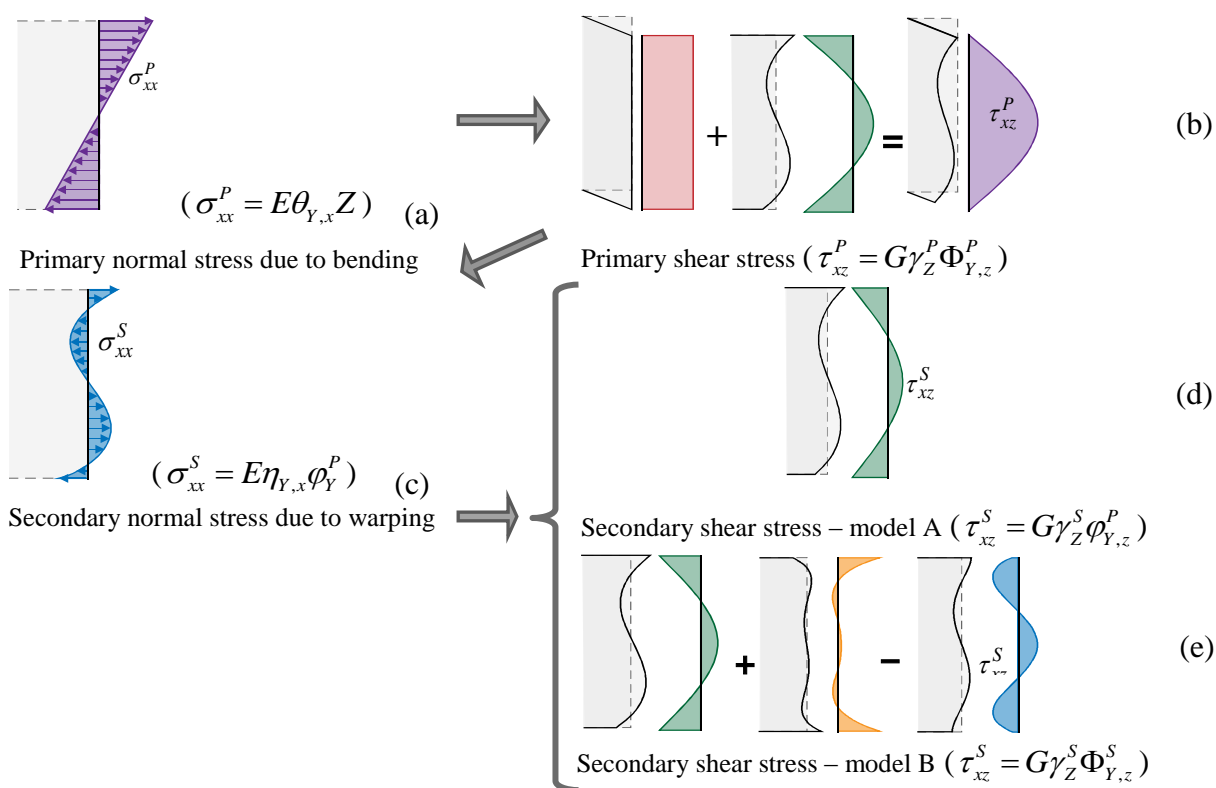 σ^P_xx
(σ^P_xx = Eθ_Y,x Z) (a)
Primary normal stress due to bending
+ = τ^P_xz (b)
Primary shear stress (τ^P_xz = Gγ^P_Z Φ^P_Y,z)
σ^S_xx
(σ^S_xx = Eη_Y,x φ^P_Y) (c)
Secondary normal stress due to warping
τ^S_xz (d)
Secondary shear stress – model A (τ^S_xz = Gγ^S_Z φ^P_Y,z)
+ − τ^S (e)
Secondary shear stress – model B (τ^S_xz = Gγ^S_Z Φ^S_Y,z)